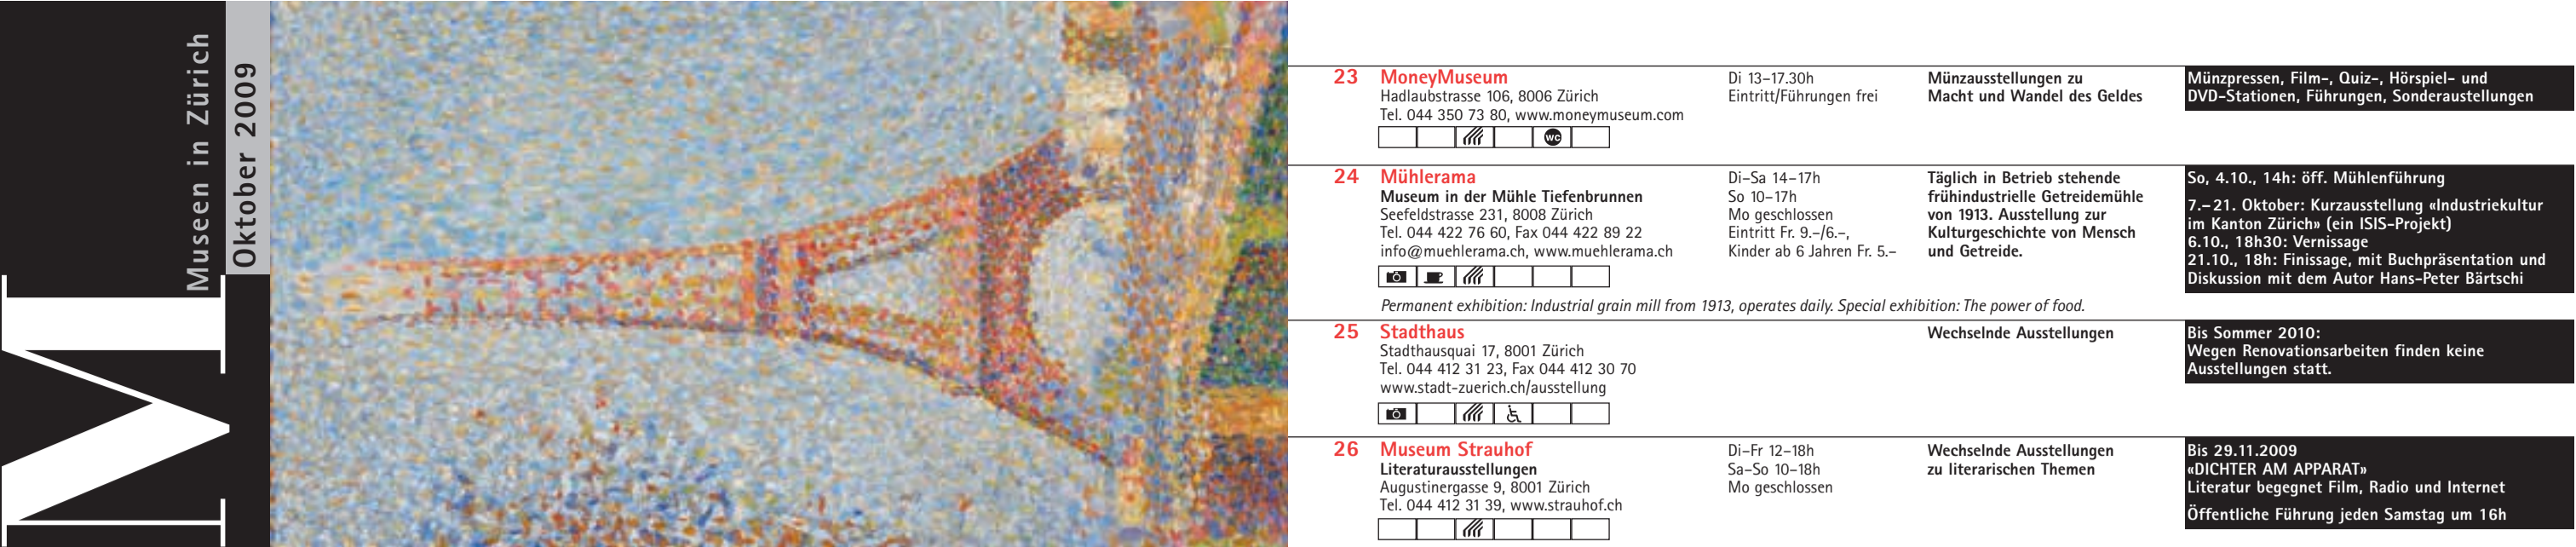 M
Museen in Zürich
Oktober 2009
23 MoneyMuseum
Hadlaubstrasse 106, 8006 Zürich
Tel. 044 350 73 80, www.moneymuseum.com
WC
Di 13–17.30h
Eintritt/Führungen frei
Münzausstellungen zu
Macht und Wandel des Geldes
Münzpressen, Film-, Quiz-, Hörspiel- und
DVD-Stationen, Führungen, Sonderaustellungen
24 Mühlerama
Museum in der Mühle Tiefenbrunnen
Seefeldstrasse 231, 8008 Zürich
Tel. 044 422 76 60, Fax 044 422 89 22
info@muehlerama.ch, www.muehlerama.ch
Di–Sa 14–17h
So 10–17h
Mo geschlossen
Eintritt Fr. 9.–/6.–,
Kinder ab 6 Jahren Fr. 5.–
Täglich in Betrieb stehende
frühindustrielle Getreidemühle
von 1913. Ausstellung zur
Kulturgeschichte von Mensch
und Getreide.
So, 4.10., 14h: öff. Mühlenführung
7.–21. Oktober: Kurzausstellung «Industriekultur
im Kanton Zürich» (ein ISIS-Projekt)
6.10., 18h30: Vernissage
21.10., 18h: Finissage, mit Buchpräsentation und
Diskussion mit dem Autor Hans-Peter Bärtschi
Permanent exhibition: Industrial grain mill from 1913, operates daily. Special exhibition: The power of food.
25 Stadthaus
Stadthausquai 17, 8001 Zürich
Tel. 044 412 31 23, Fax 044 412 30 70
www.stadt-zuerich.ch/ausstellung
Wechselnde Ausstellungen
Bis Sommer 2010:
Wegen Renovationsarbeiten finden keine
Ausstellungen statt.
26 Museum Strauhof
Literaturausstellungen
Augustinergasse 9, 8001 Zürich
Tel. 044 412 31 39, www.strauhof.ch
Di–Fr 12–18h
Sa–So 10–18h
Mo geschlossen
Wechselnde Ausstellungen
zu literarischen Themen
Bis 29.11.2009
«DICHTER AM APPARAT»
Literatur begegnet Film, Radio und Internet
Öffentliche Führung jeden Samstag um 16h